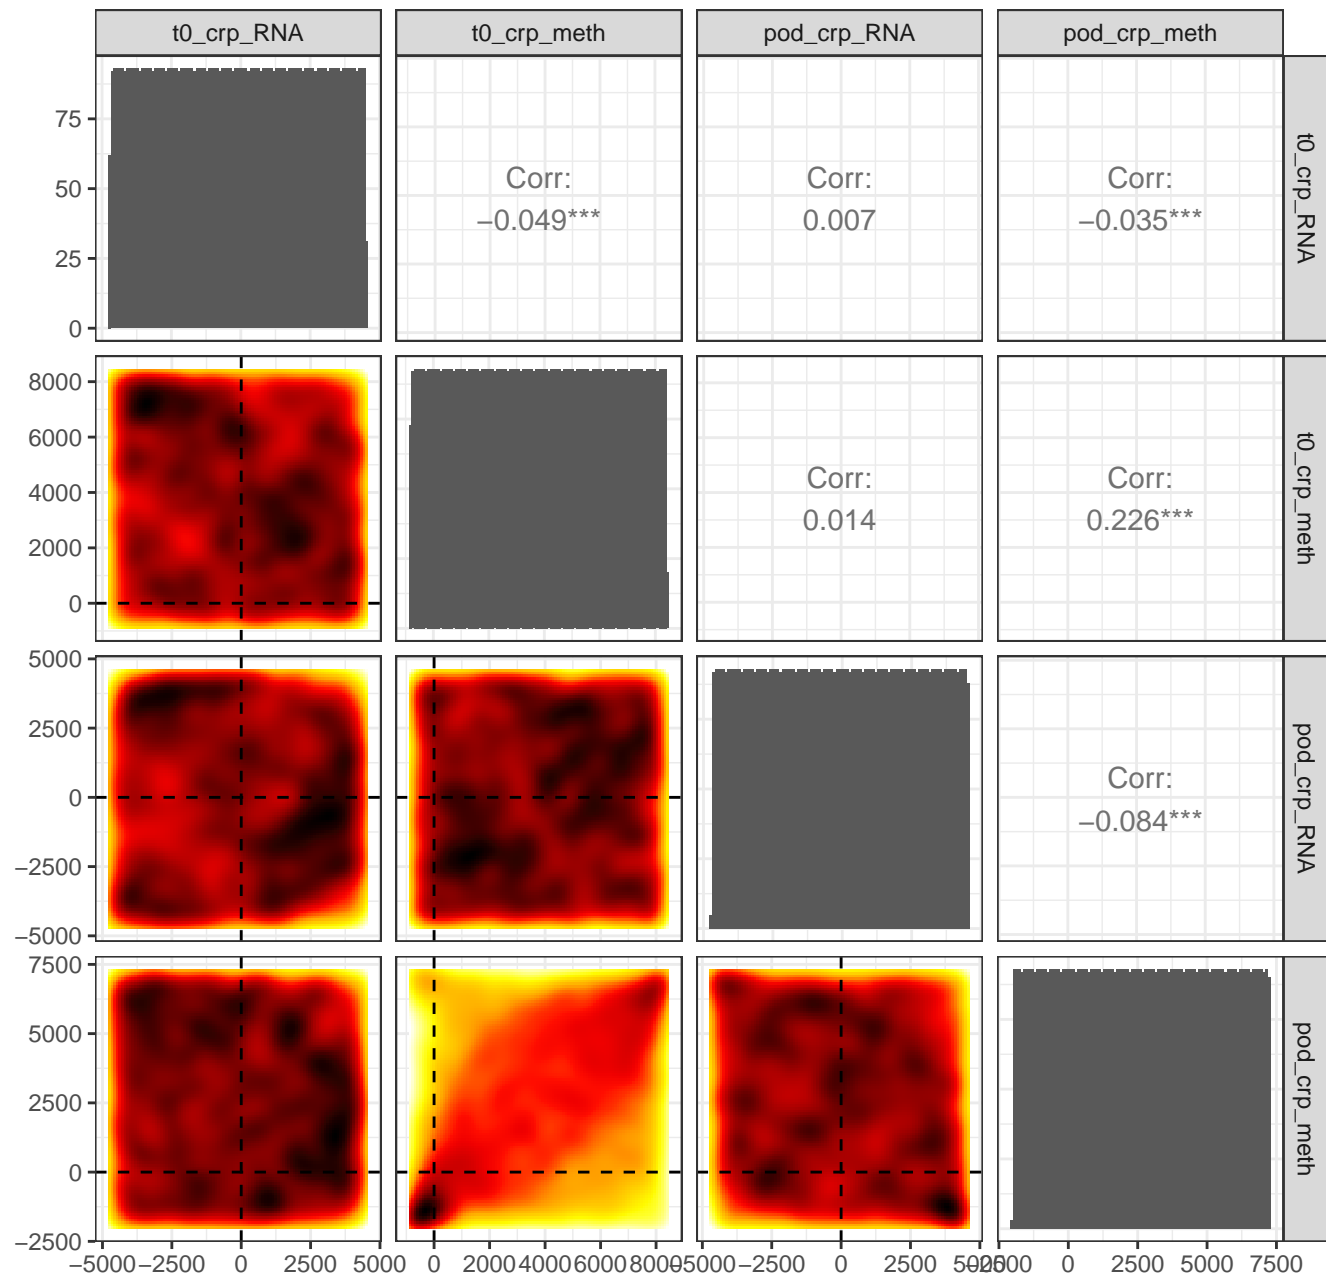 t0_crp_RNA t0_crp_meth pod_crp_RNA pod_crp_meth
75
50
25
0
Corr:
−0.049***
Corr:
0.007
Corr:
−0.035***
t0_crp_RNA
8000
6000
4000
2000
0
Corr:
0.014
Corr:
0.226***
t0_crp_meth
5000
2500
0
−2500
−5000
Corr:
−0.084***
pod_crp_RNA
7500
5000
2500
0
−2500
pod_crp_meth
−5000 −2500 0 2500 5000 0 2000 4000 6000 8000 −5000 −2500 0 2500 5000 −2500 0 2500 5000 7500